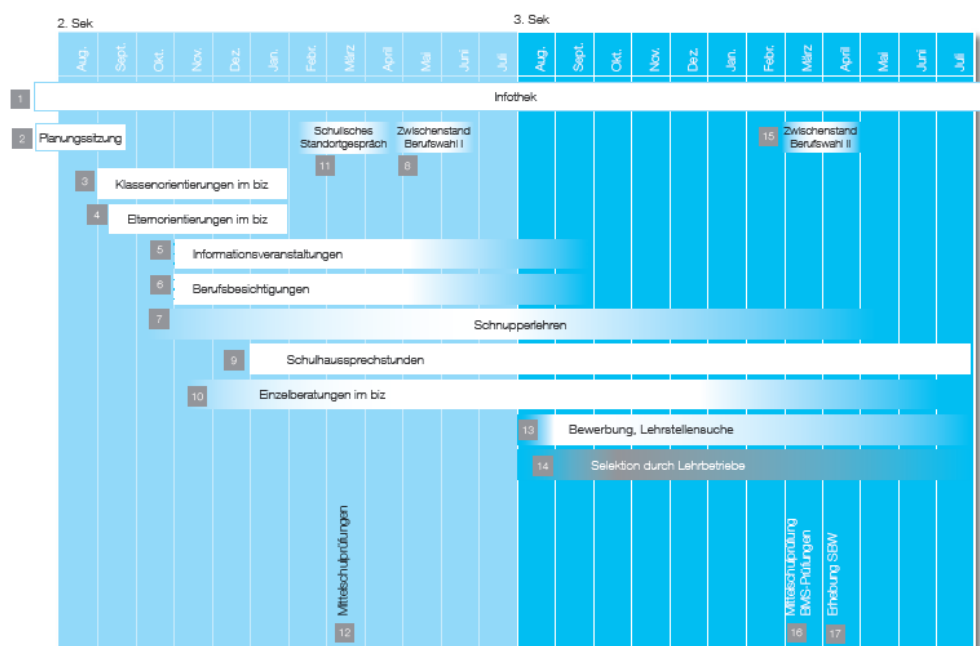 2. Sek
3. Sek
Aug.
Sept.
Okt.
Nov.
Dez.
Jan.
Febr.
März
April
Mai
Juni
Juli
Aug.
Sept.
Okt.
Nov.
Dez.
Jan.
Febr.
März
April
Mai
Juni
Juli
1
Infothek
2
Planungssitzung
Schulisches
Standortgespräch
11
Zwischenstand
Berufswahl I
8
15
Zwischenstand
Berufswahl II
3
Klassenorientierungen im biz
4
Elternorientierungen im biz
5
Informationsveranstaltungen
6
Berufsbesichtigungen
7
Schnupperlehren
9
Schulhaussprechstunden
10
Einzelberatungen im biz
13
Bewerbung, Lehrstellensuche
14
Selektion durch Lehrbetriebe
Mittelschulprüfungen
12
Mittelschulprüfung
BMS-Prüfungen
16
Erhebung SBW
17